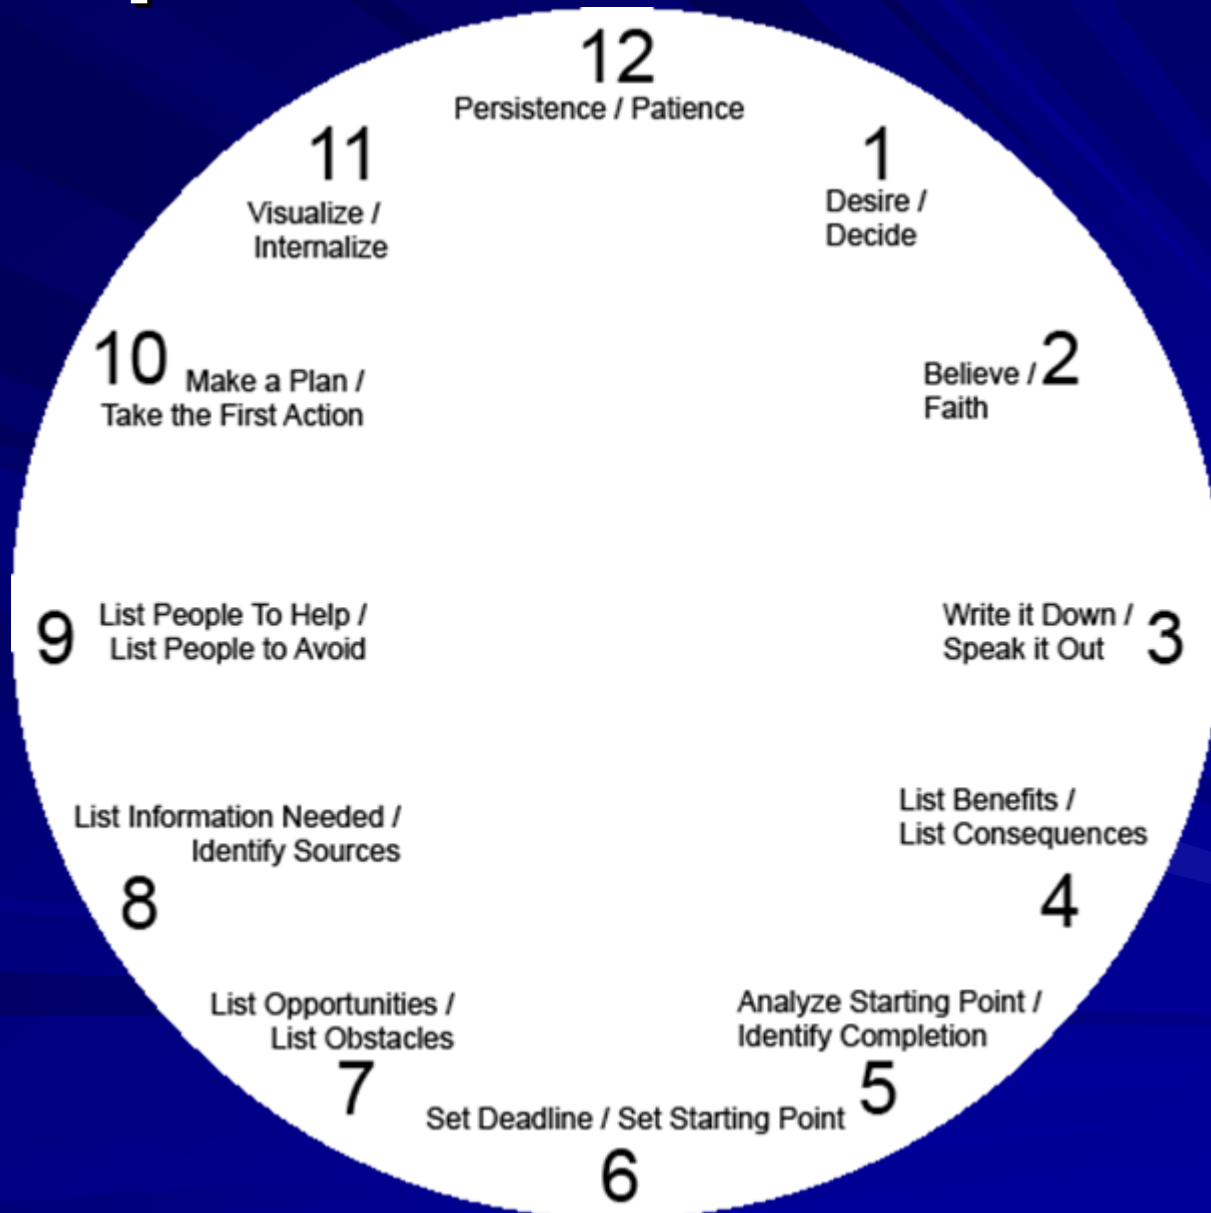 12
Persistence / Patience
1
Desire /
Decide
2
Believe /
Faith
3
Write it Down /
Speak it Out
4
List Benefits /
List Consequences
5
Analyze Starting Point /
Identify Completion
6
Set Deadline / Set Starting Point
7
List Opportunities /
List Obstacles
8
List Information Needed /
Identify Sources
9
List People To Help /
List People to Avoid
10
Make a Plan /
Take the First Action
11
Visualize /
Internalize